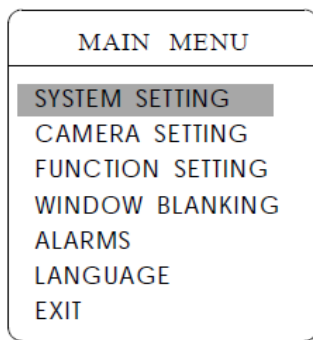 MAIN MENU
SYSTEM SETTING
CAMERA SETTING
FUNCTION SETTING
WINDOW BLANKING
ALARMS
LANGUAGE
EXIT